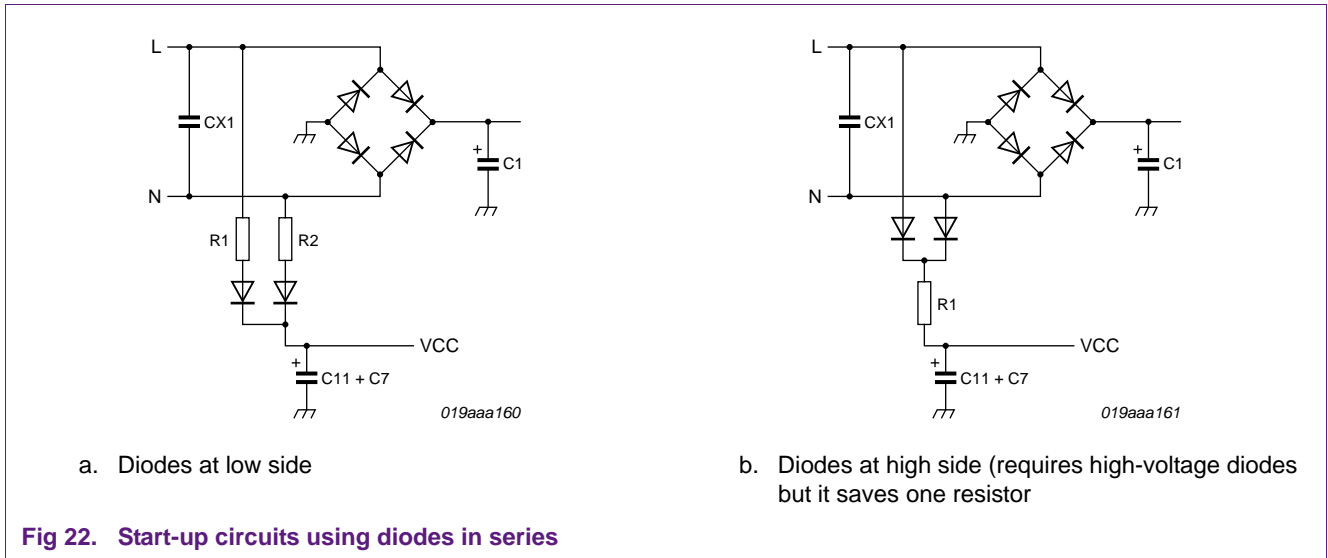 L
CX1
+
C1
N
R1
R2
VCC
+
C11 + C7
019aaa160
a. Diodes at low side
L
CX1
+
C1
N
R1
VCC
+
C11 + C7
019aaa161
b. Diodes at high side (requires high-voltage diodes
but it saves one resistor
Fig 22. Start-up circuits using diodes in series